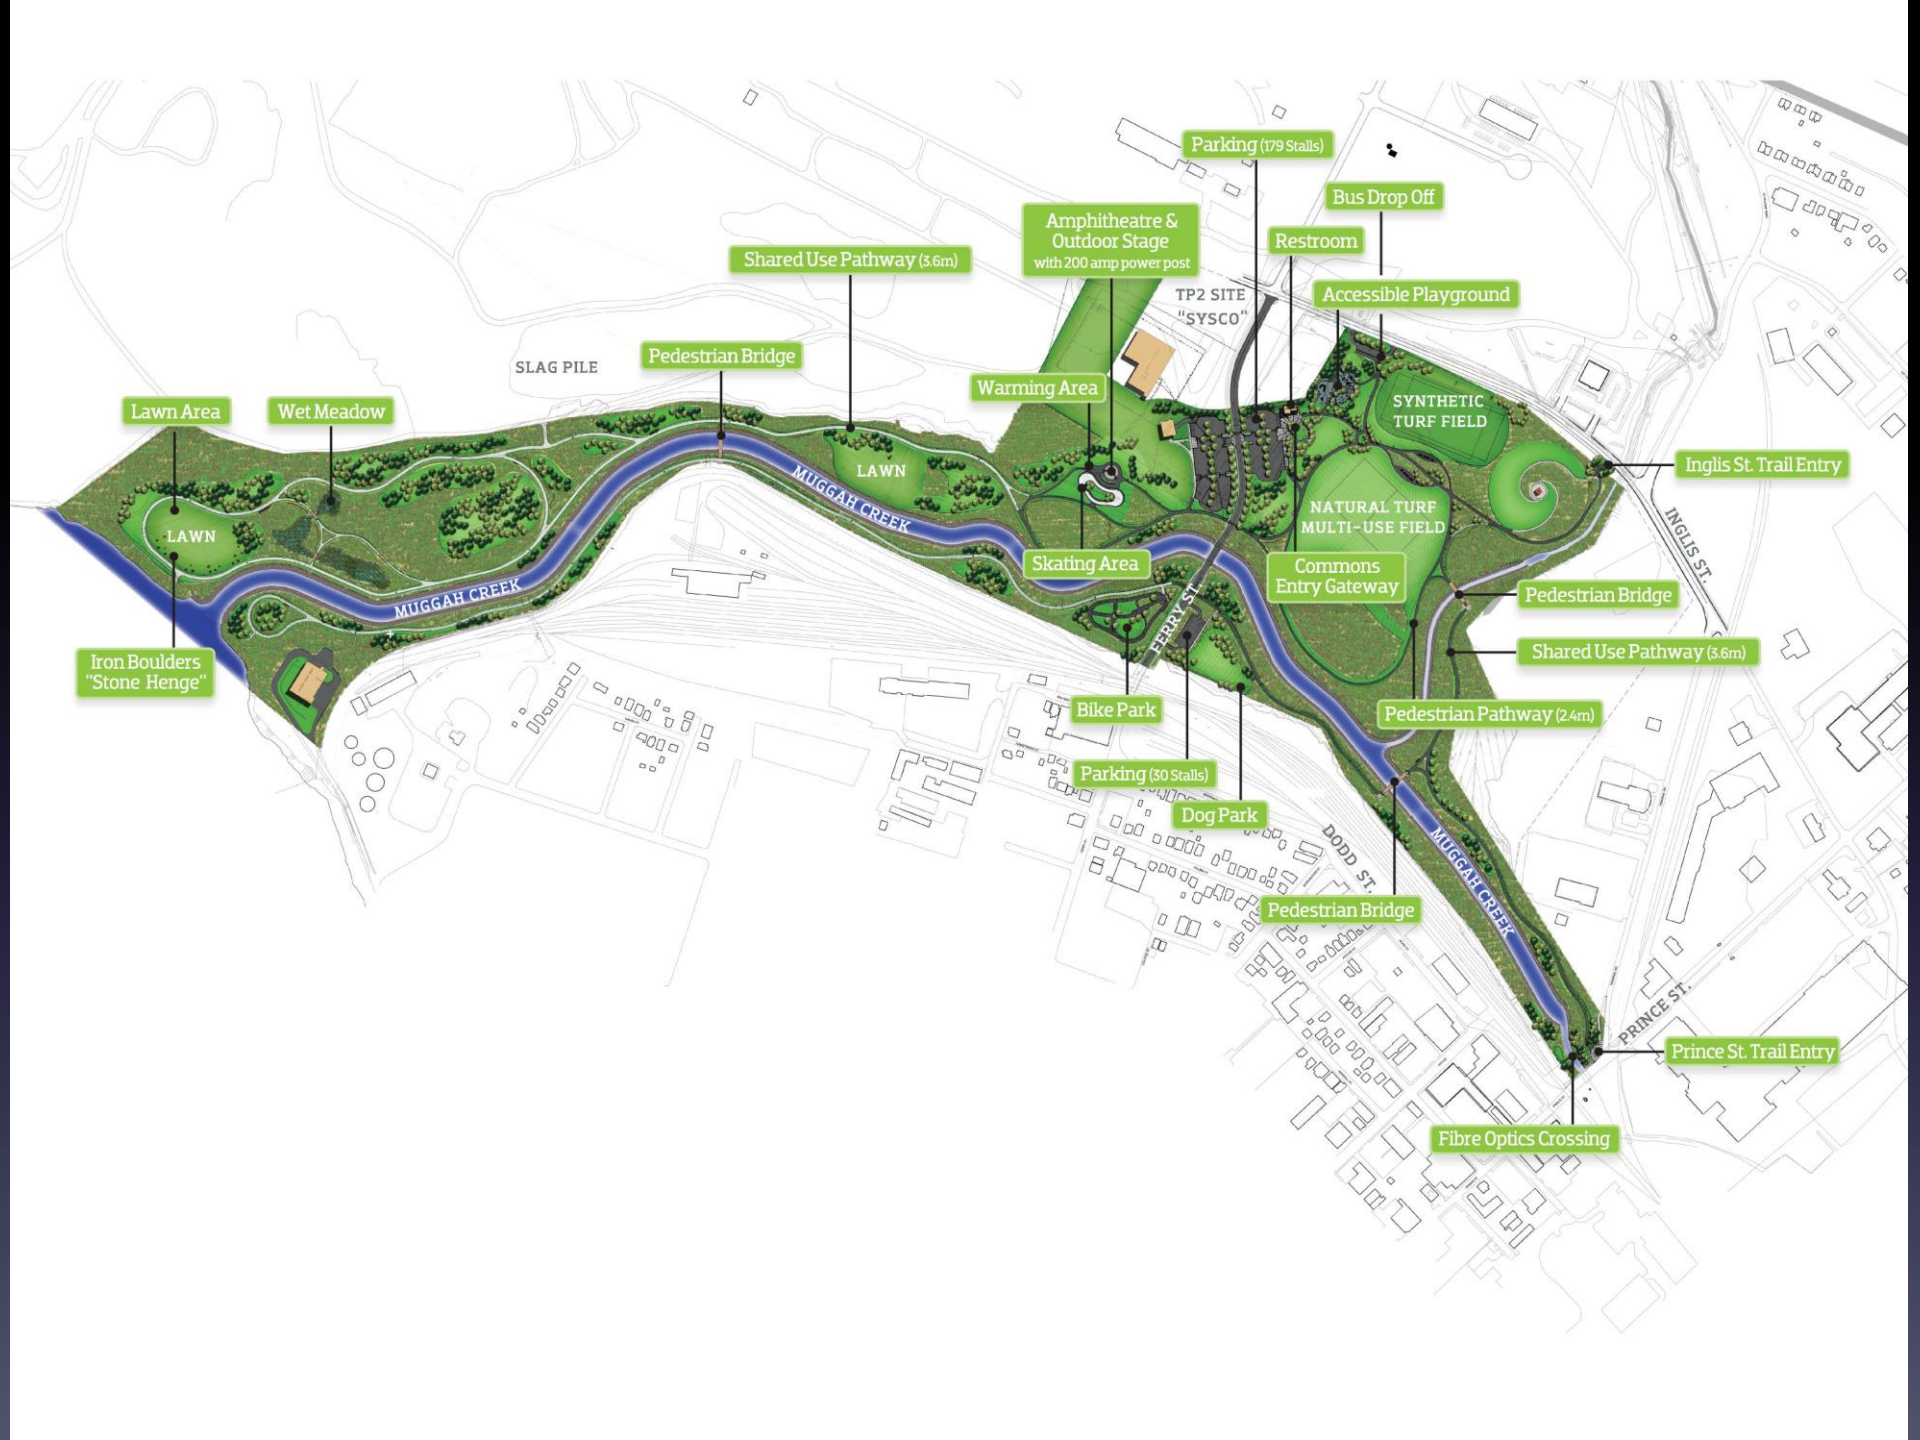 Parking (179 Stalls)
Bus Drop Off
Amphitheatre &
Outdoor Stage
with 200 amp power post
Restroom
Shared Use Pathway (3.6m)
TP2 SITE
"SYSCO"
Accessible Playground
Pedestrian Bridge
SLAG PILE
Warming Area
Lawn Area
Wet Meadow
SYNTHETIC
TURF FIELD
LAWN
Inglis St. Trail Entry
MUGGAH CREEK
NATURAL TURF
MULTI-USE FIELD
INGLIS ST.
LAWN
Skating Area
Commons
Entry Gateway
MUGGAH CREEK
Pedestrian Bridge
FERRY ST.
Shared Use Pathway (3.6m)
Iron Boulders
"Stone Henge"
Bike Park
Pedestrian Pathway (2.4m)
Parking (30 Stalls)
Dog Park
DODD ST.
MUGGAH CREEK
Pedestrian Bridge
PRINCE ST.
Prince St. Trail Entry
Fibre Optics Crossing